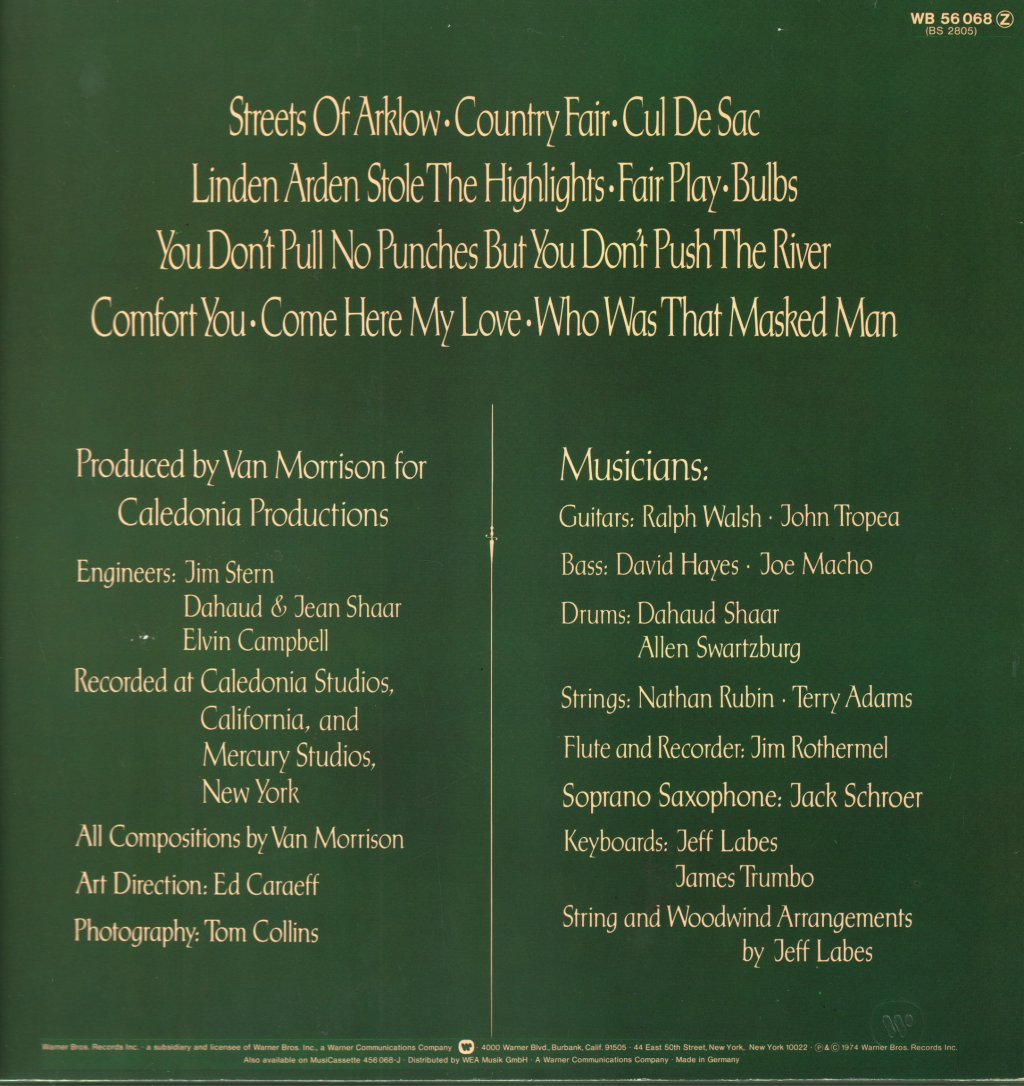 WB 56 068 Z
(BS 2805)
Streets Of Arklow · Country Fair · Cul De Sac
Linden Arden Stole The Highlights · Fair Play · Bulbs
You Don't Pull No Punches But You Don't Push The River
Comfort You · Come Here My Love · Who Was That Masked Man
Produced by Van Morrison for
Caledonia Productions
Engineers: Jim Stern
Dahaud & Jean Shaar
Elvin Campbell
Recorded at Caledonia Studios,
California, and
Mercury Studios,
New York
All Compositions by Van Morrison
Art Direction: Ed Caraeff
Photography: Tom Collins
Musicians:
Guitars: Ralph Walsh · John Tropea
Bass: David Hayes · Joe Macho
Drums: Dahaud Shaar
Allen Swartzburg
Strings: Nathan Rubin · Terry Adams
Flute and Recorder: Jim Rothermel
Soprano Saxophone: Jack Schroer
Keyboards: Jeff Labes
James Trumbo
String and Woodwind Arrangements
by Jeff Labes
Warner Bros. Records Inc. · a subsidiary and licensee of Warner Bros. Inc., a Warner Communications Company · 4000 Warner Blvd., Burbank, Calif. 91505 · 44 East 50th Street, New York, New York 10022 · ℗ & © 1974 Warner Bros. Records Inc.
Also available on MusiCassette 456 068-J · Distributed by WEA Musik GmbH · A Warner Communications Company · Made in Germany